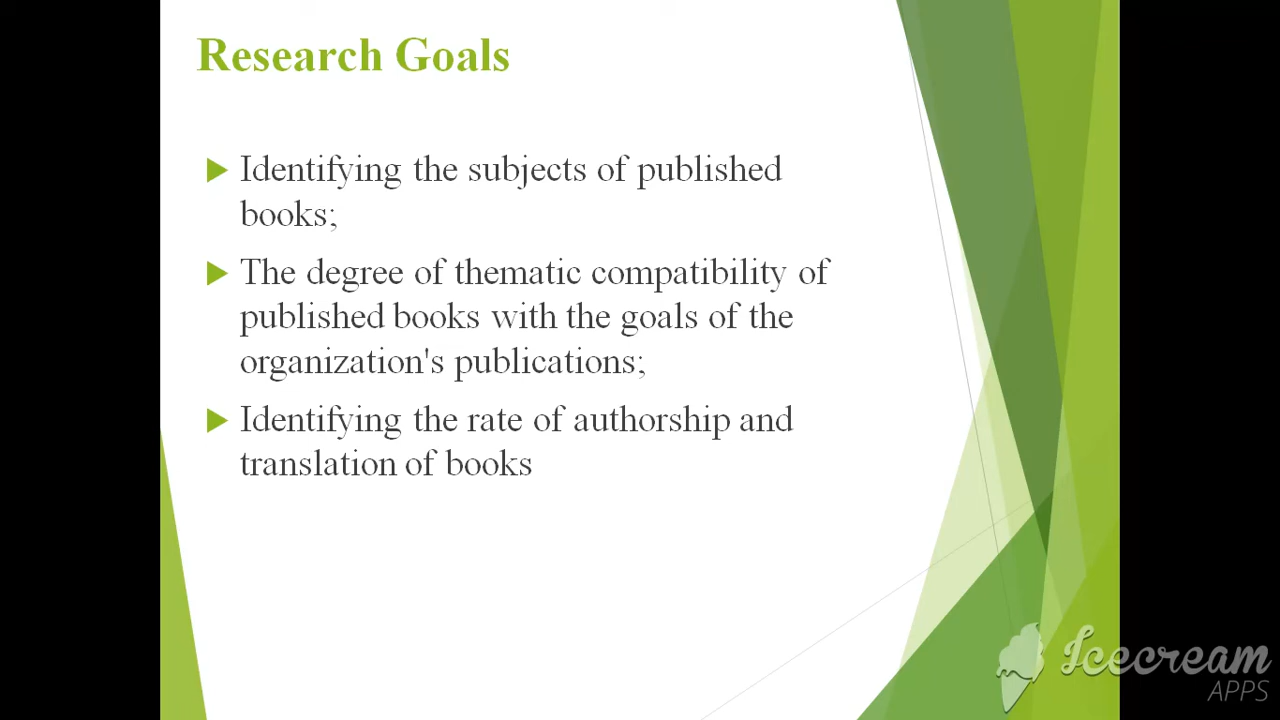 Research Goals
Identifying the subjects of published
books;
The degree of thematic compatibility of
published books with the goals of the
organization's publications;
Identifying the rate of authorship and
translation of books
Icecream
APPS